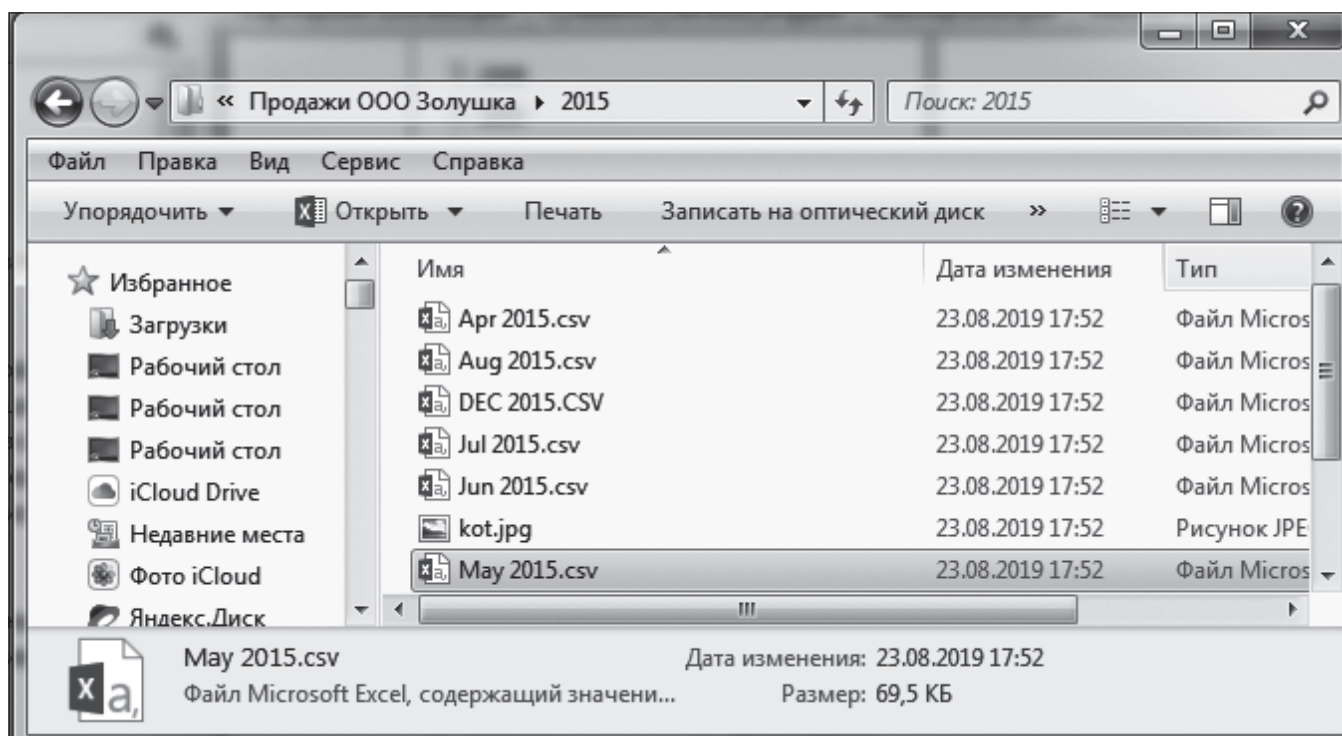 « Продажи ООО Золушка ▸ 2015 Поиск: 2015
Файл Правка Вид Сервис Справка
Упорядочить Открыть Печать Записать на оптический диск »
Избранное
Загрузки
Рабочий стол
Рабочий стол
Рабочий стол
iCloud Drive
Недавние места
Фото iCloud
Яндекс.Диск
Имя Дата изменения Тип
Apr 2015.csv 23.08.2019 17:52 Файл Micros
Aug 2015.csv 23.08.2019 17:52 Файл Micros
DEC 2015.CSV 23.08.2019 17:52 Файл Micros
Jul 2015.csv 23.08.2019 17:52 Файл Micros
Jun 2015.csv 23.08.2019 17:52 Файл Micros
kot.jpg 23.08.2019 17:52 Рисунок JPE
May 2015.csv 23.08.2019 17:52 Файл Micros
May 2015.csv Дата изменения: 23.08.2019 17:52
Файл Microsoft Excel, содержащий значени... Размер: 69,5 КБ